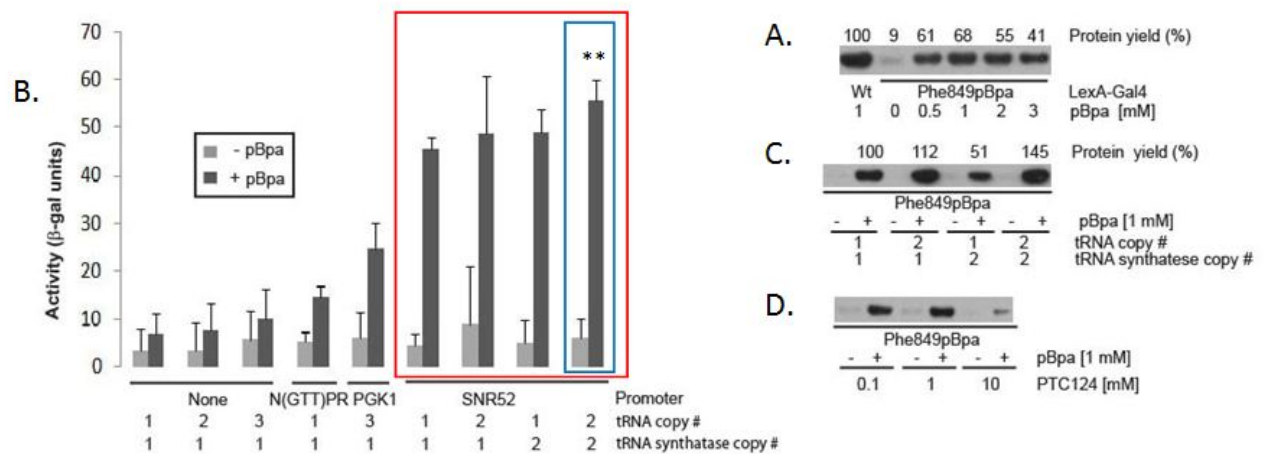 B.
70
60
50
40
30
20
10
0
Activity (β-gal units)
- pBpa
+ pBpa
**
None N(GTT)PR PGK1 SNR52 Promoter
1 2 3 1 3 1 2 1 2 tRNA copy #
1 1 1 1 1 1 1 2 2 tRNA synthatase copy #
A.
100 9 61 68 55 41 Protein yield (%)
Wt Phe849pBpa LexA-Gal4
1 0 0.5 1 2 3 pBpa [mM]
C.
100 112 51 145 Protein yield (%)
Phe849pBpa
- + - + - + - + pBpa [1 mM]
1 2 1 2 tRNA copy #
1 1 2 2 tRNA synthatese copy #
D.
Phe849pBpa
- + - + - + pBpa [1 mM]
0.1 1 10 PTC124 [mM]